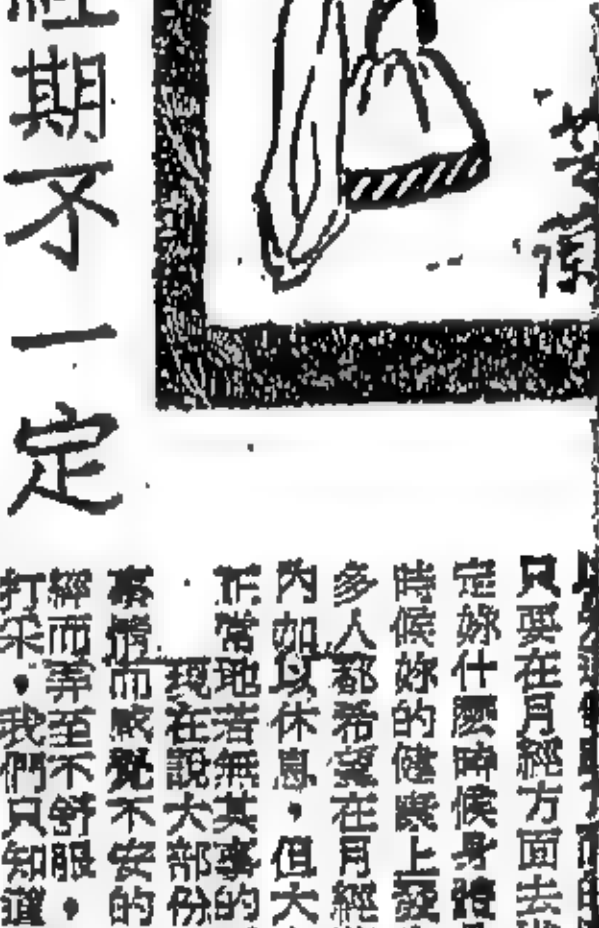 期不一定
只要在月經方面去
定妳什麼時候身體
時候妳的健康上發
多人都希望在月經
內加以休息，但大
作常地若無其事的
現在說大部份
事情而感覺不安的
經而弄至不舒服，
打采，我們只知道